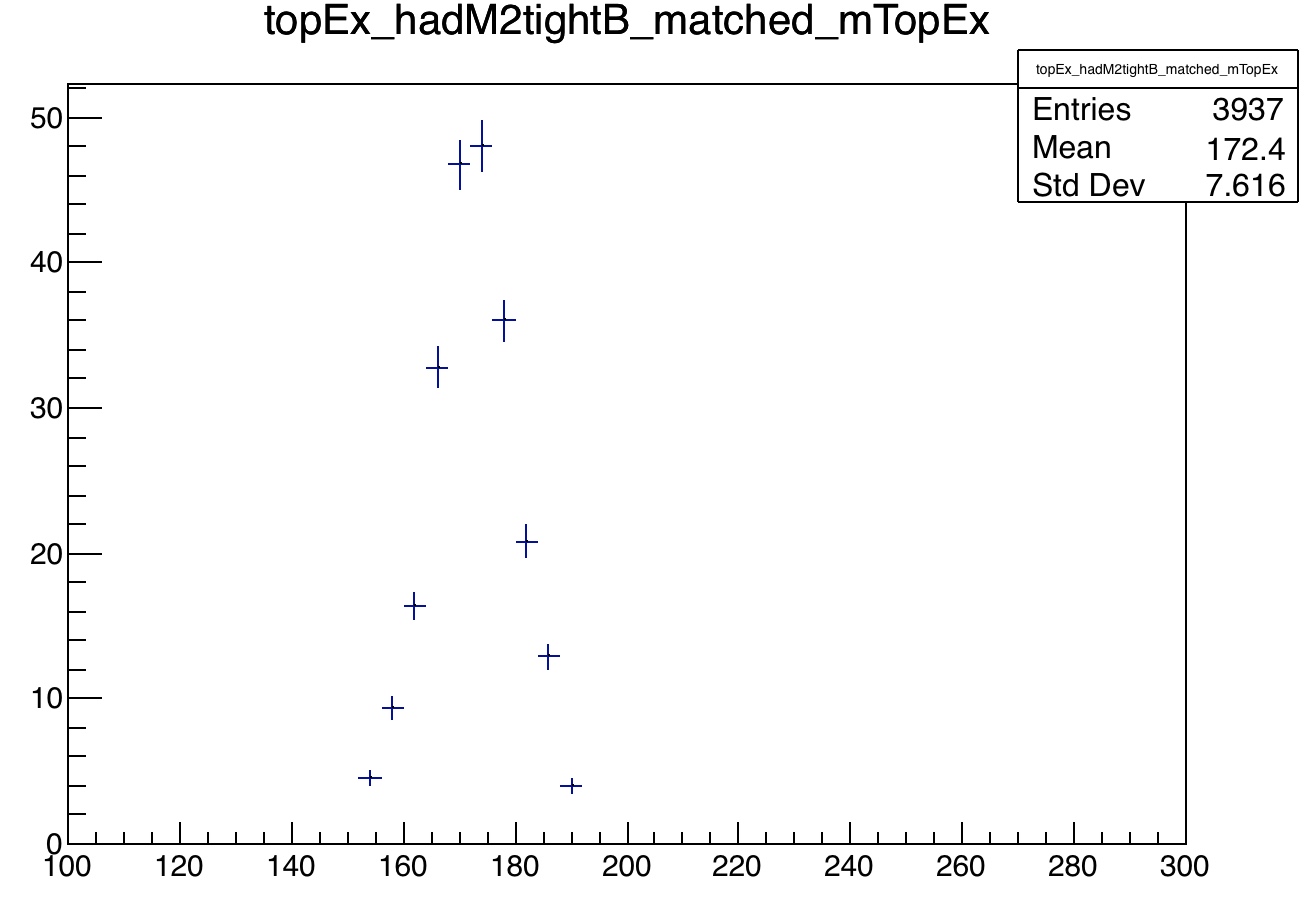 topEx_hadM2tightB_matched_mTopEx
topEx_hadM2tightB_matched_mTopEx
Entries 3937
Mean 172.4
Std Dev 7.616
50
40
30
20
10
0
100 120 140 160 180 200 220 240 260 280 300